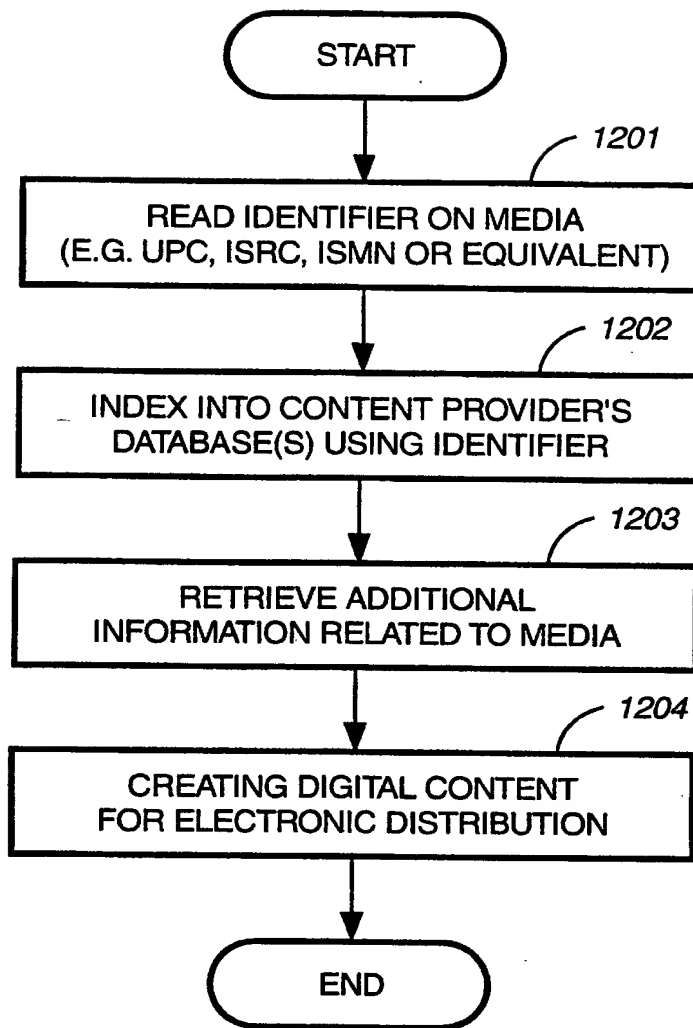 START
1201
READ IDENTIFIER ON MEDIA
(E.G. UPC, ISRC, ISMN OR EQUIVALENT)
1202
INDEX INTO CONTENT PROVIDER'S
DATABASE(S) USING IDENTIFIER
1203
RETRIEVE ADDITIONAL
INFORMATION RELATED TO MEDIA
1204
CREATING DIGITAL CONTENT
FOR ELECTRONIC DISTRIBUTION
END